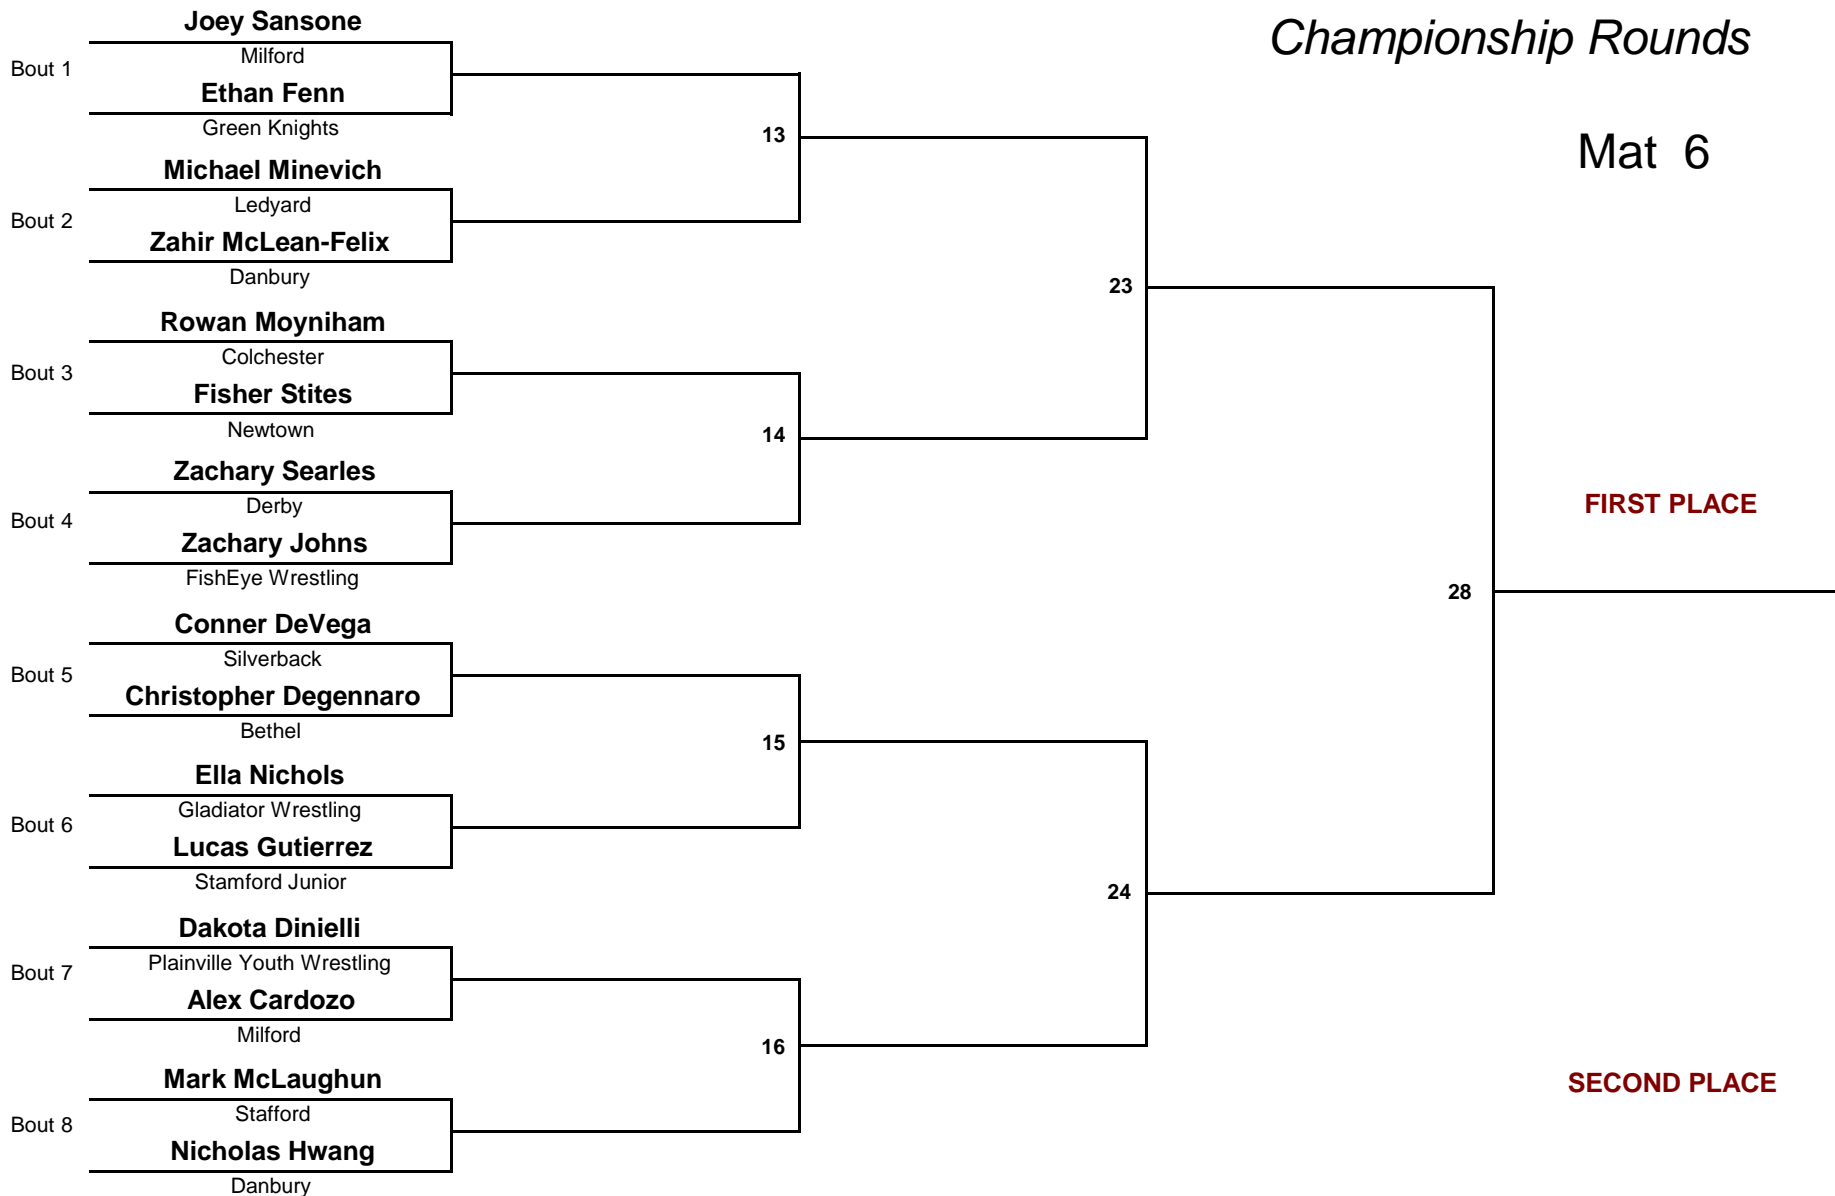 Championship Rounds
Mat 6
Joey Sansone
Bout 1
Milford
Ethan Fenn
Green Knights
13
Michael Minevich
Bout 2
Ledyard
Zahir McLean-Felix
Danbury
23
Rowan Moyniham
Bout 3
Colchester
Fisher Stites
Newtown
14
Zachary Searles
Bout 4
Derby
Zachary Johns
FishEye Wrestling
FIRST PLACE
28
Conner DeVega
Bout 5
Silverback
Christopher Degennaro
Bethel
15
Ella Nichols
Bout 6
Gladiator Wrestling
Lucas Gutierrez
Stamford Junior
24
Dakota Dinielli
Bout 7
Plainville Youth Wrestling
Alex Cardozo
Milford
16
Mark McLaughun
Bout 8
Stafford
Nicholas Hwang
Danbury
SECOND PLACE